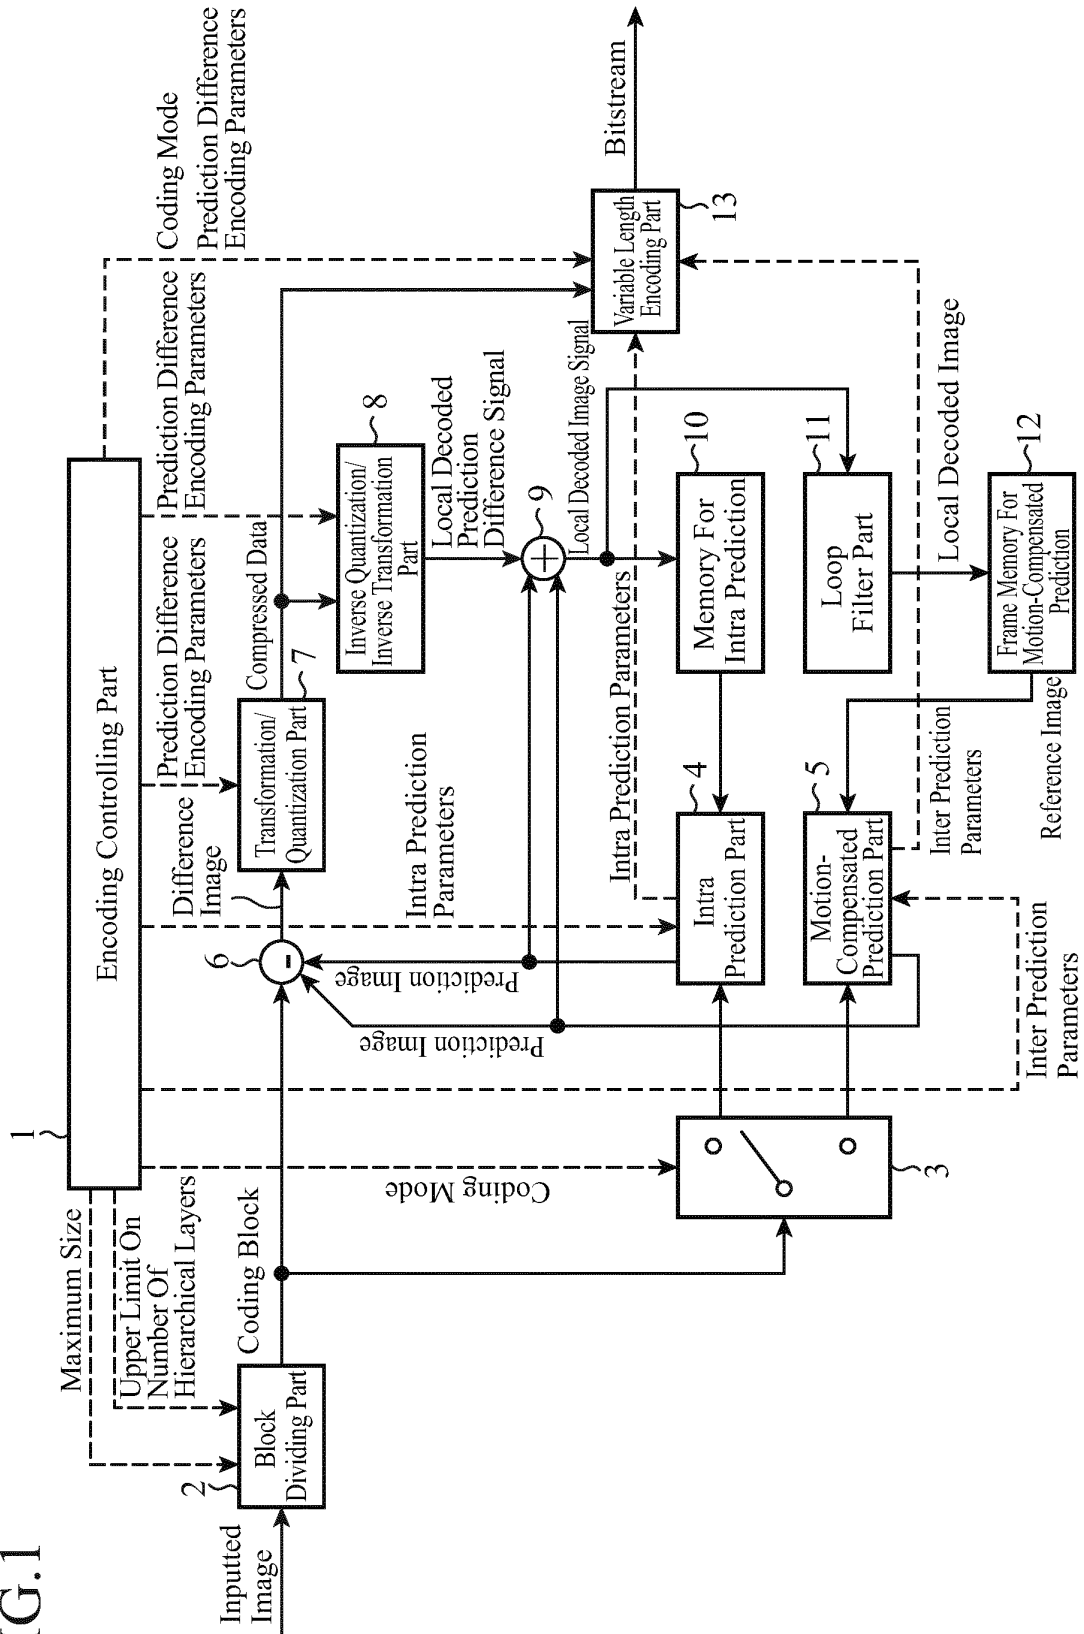 IG.1
1
Encoding Controlling Part
Maximum Size
Upper Limit On
Number Of
Hierarchical Layers
Inputted
Image
2
Block
Dividing Part
Coding Block
Coding Mode
3
6
Difference
Image
Prediction Image
Prediction Image
Transformation/
Quantization Part
7
Compressed Data
Prediction Difference
Encoding Parameters
Prediction Difference
Encoding Parameters
Coding Mode
Prediction Difference
Encoding Parameters
Inverse Quantization/
Inverse Transformation
Part
8
Local Decoded
Prediction
Difference Signal
9
Local Decoded Image Signal
Intra Prediction
Parameters
Intra
Prediction Part
4
Intra Prediction Parameters
Memory For
Intra Prediction
10
Motion-
Compensated
Prediction Part
5
Loop
Filter Part
11
Inter Prediction
Parameters
Inter Prediction
Parameters
Reference Image
Local Decoded Image
Frame Memory For
Motion-Compensated
Prediction
12
Variable Length
Encoding Part
13
Bitstream